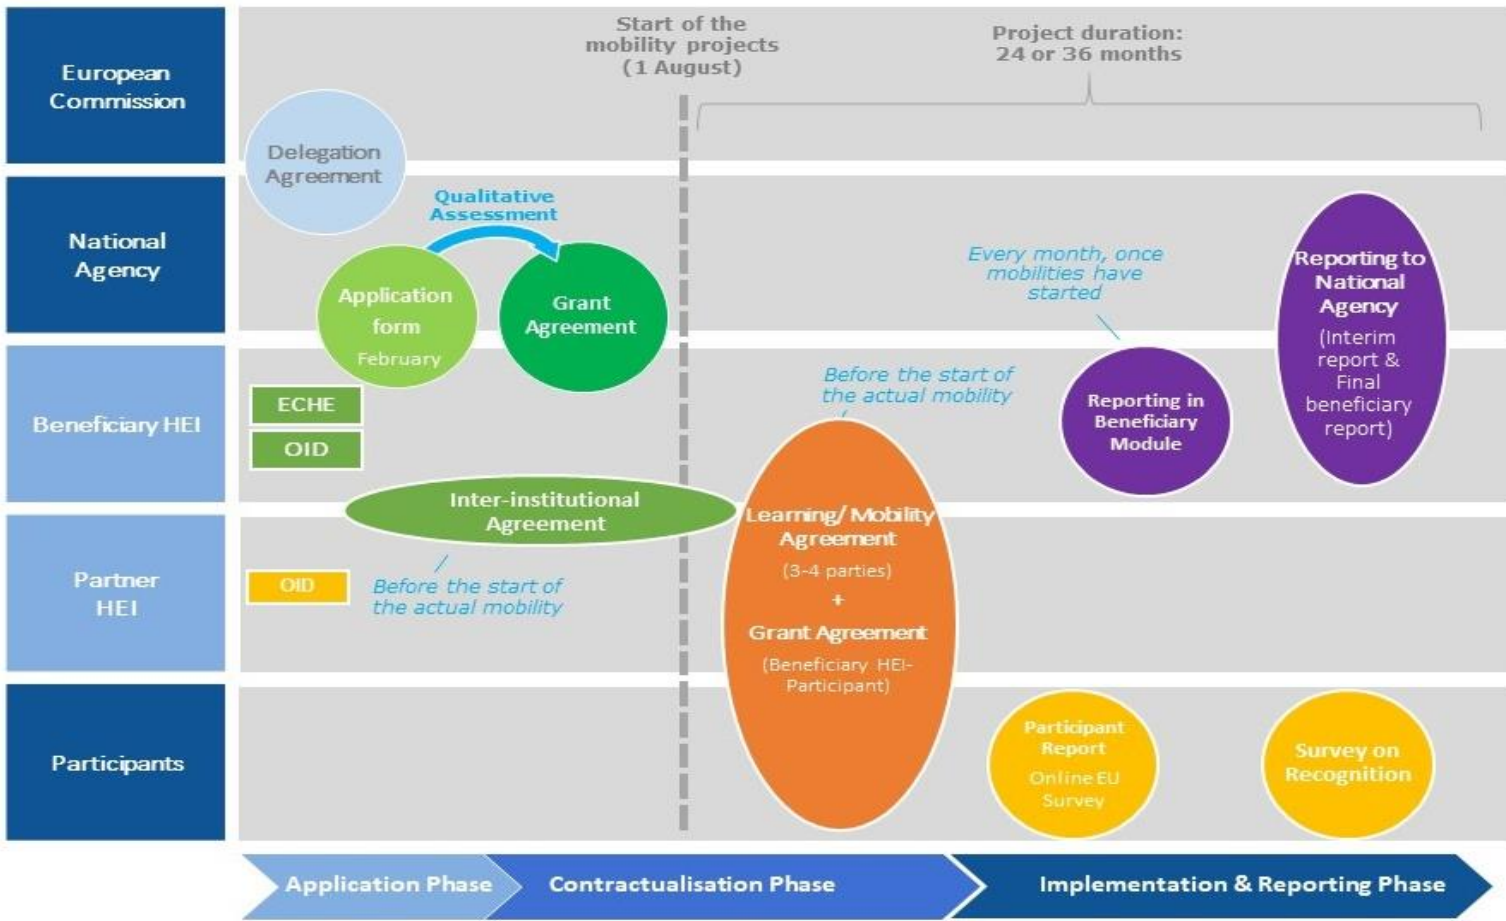 Start of the
mobility projects
(1 August)
Project duration:
24 or 36 months
European
Commission
Delegation
Agreement
National
Agency
Qualitative
Assessment
Application
form
February
Grant
Agreement
Every month, once
mobilities have
started
Reporting to
National
Agency
(Interim
report &
Final
beneficiary
report)
Beneficiary HEI
ECHE
OID
Before the start of
the actual mobility
Reporting in
Beneficiary
Module
Inter-institutional
Agreement
Learning/ Mobility
Agreement
(3-4 parties)
+
Grant Agreement
(Beneficiary HEI-
Participant)
Partner
HEI
OID
Before the start of
the actual mobility
Participants
Participant
Report
Online EU
Survey
Survey on
Recognition
Application Phase
Contractualisation Phase
Implementation & Reporting Phase